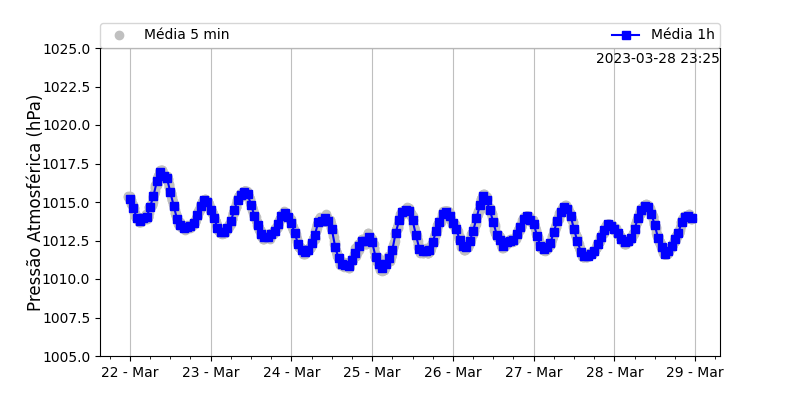 Média 5 min
Média 1h
2023-03-28 23:25
Pressão Atmosférica (hPa)
1025.0
1022.5
1020.0
1017.5
1015.0
1012.5
1010.0
1007.5
1005.0
22 - Mar
23 - Mar
24 - Mar
25 - Mar
26 - Mar
27 - Mar
28 - Mar
29 - Mar